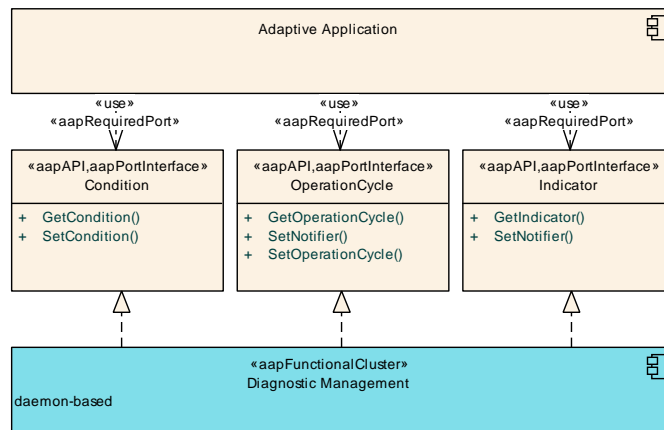 Adaptive Application
«use»
«aapRequiredPort»
«use»
«aapRequiredPort»
«use»
«aapRequiredPort»
«aapAPI,aapPortInterface»
Condition
+ GetCondition()
+ SetCondition()
«aapAPI,aapPortInterface»
OperationCycle
+ GetOperationCycle()
+ SetNotifier()
+ SetOperationCycle()
«aapAPI,aapPortInterface»
Indicator
+ GetIndicator()
+ SetNotifier()
«aapFunctionalCluster»
Diagnostic Management
daemon-based